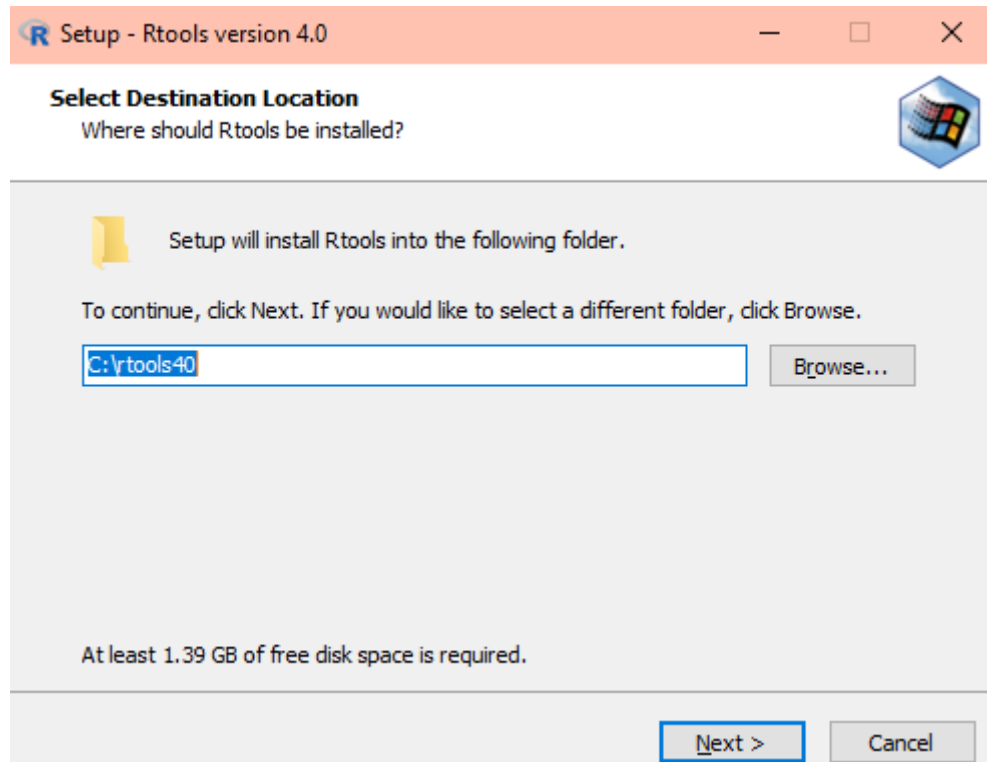 Setup - Rtools version 4.0
Select Destination Location
Where should Rtools be installed?
Setup will install Rtools into the following folder.
To continue, click Next. If you would like to select a different folder, click Browse.
C:\rtools40
Browse...
At least 1.39 GB of free disk space is required.
Next >
Cancel